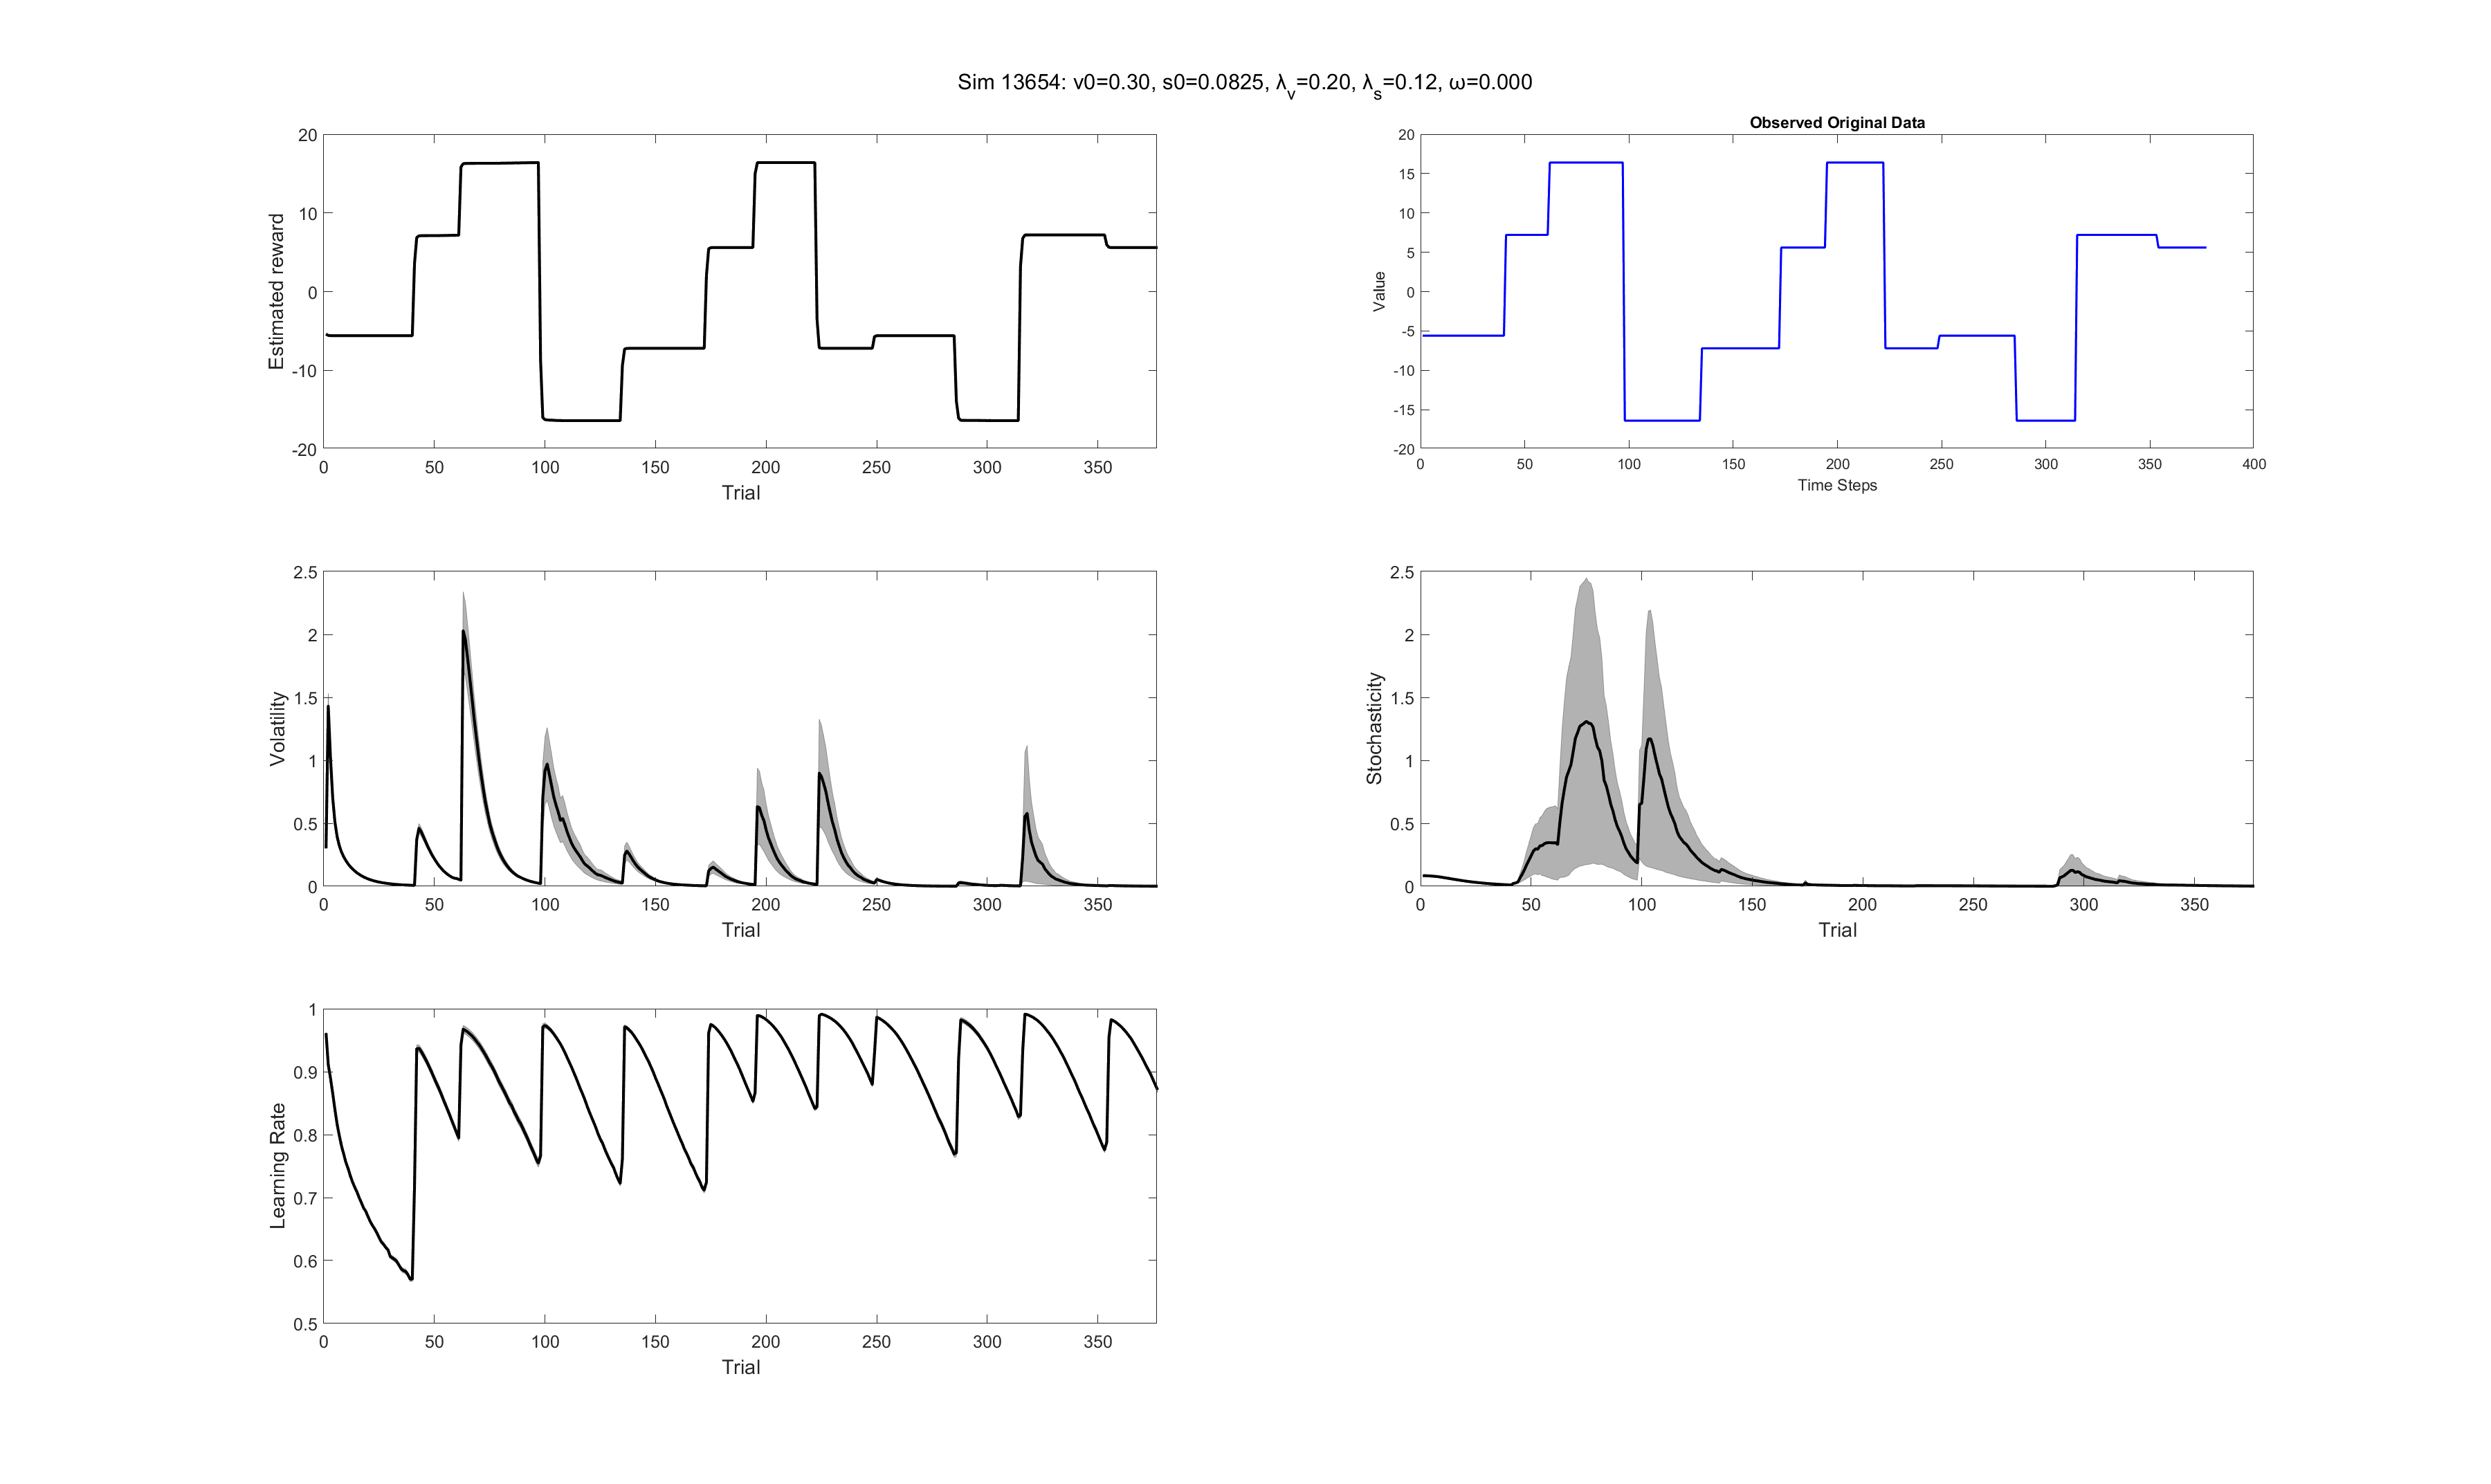 Sim 13654: v0=0.30, s0=0.0825, λ_v=0.20, λ_s=0.12, ω=0.000
20
10
0
-10
-20
Estimated reward
0 50 100 150 200 250 300 350
Trial
Observed Original Data
20
15
10
5
0
-5
-10
-15
-20
Value
0 50 100 150 200 250 300 350 400
Time Steps
2.5
2
1.5
1
0.5
0
Volatility
0 50 100 150 200 250 300 350
Trial
2.5
2
1.5
1
0.5
0
Stochasticity
0 50 100 150 200 250 300 350
Trial
1
0.9
0.8
0.7
0.6
0.5
Learning Rate
0 50 100 150 200 250 300 350
Trial